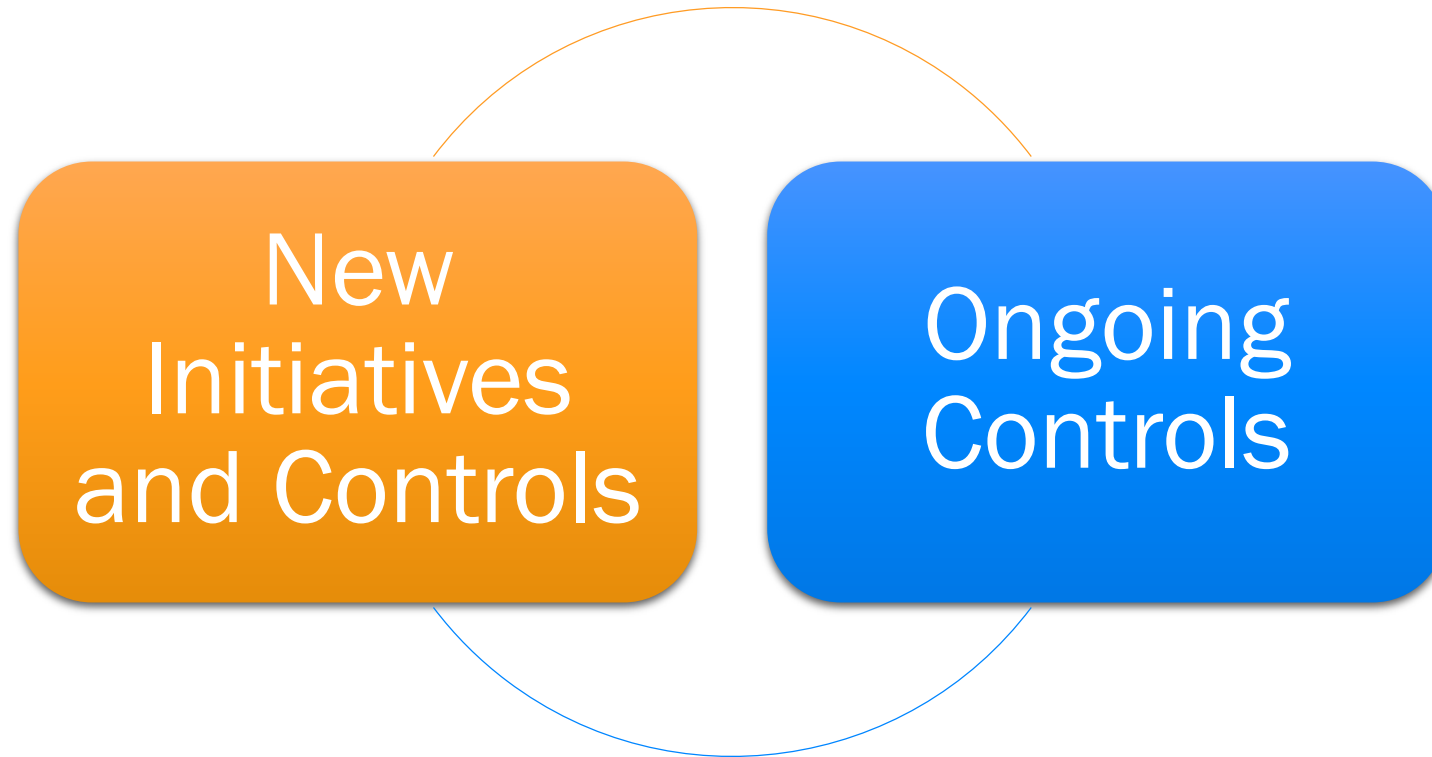 New
Initiatives
and Controls
Ongoing
Controls